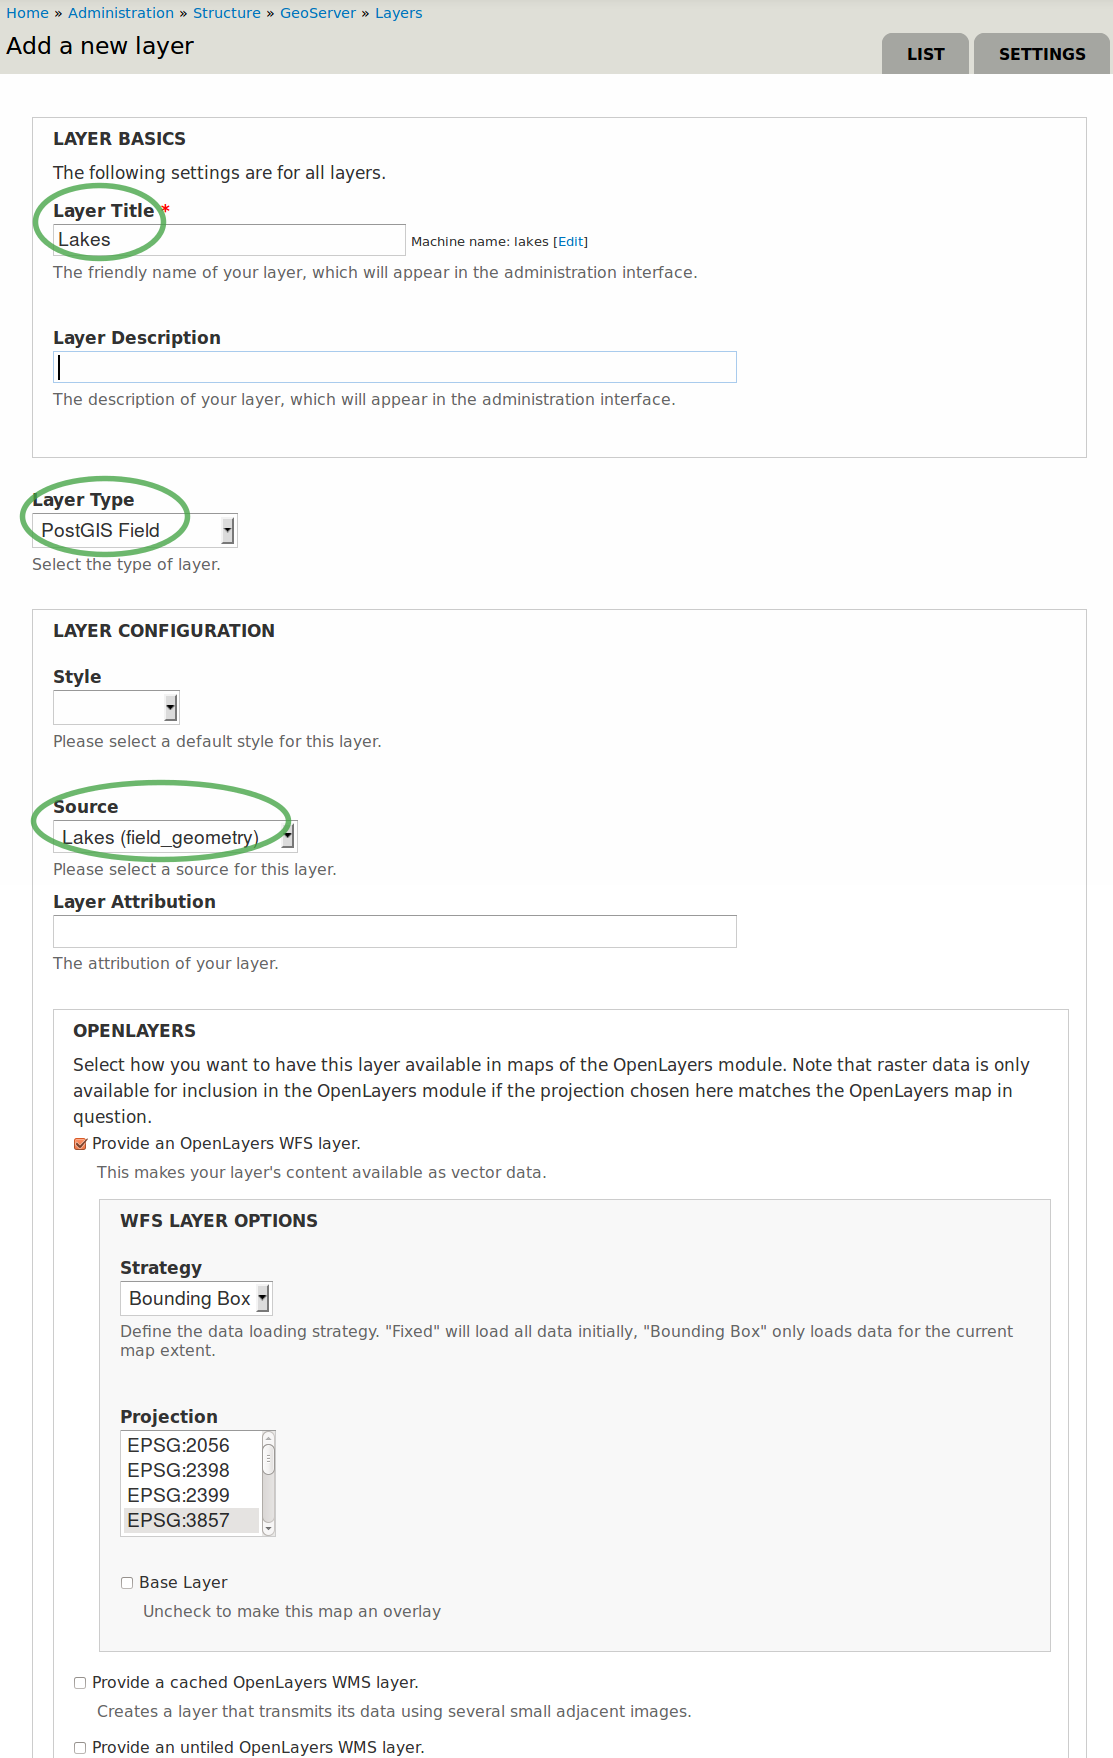 Home » Administration » Structure » GeoServer » Layers
Add a new layer
LIST
SETTINGS
LAYER BASICS
The following settings are for all layers.
Layer Title *
Lakes
Machine name: lakes [Edit]
The friendly name of your layer, which will appear in the administration interface.
Layer Description
The description of your layer, which will appear in the administration interface.
Layer Type
PostGIS Field
Select the type of layer.
LAYER CONFIGURATION
Style
Please select a default style for this layer.
Source
Lakes (field_geometry)
Please select a source for this layer.
Layer Attribution
The attribution of your layer.
OPENLAYERS
Select how you want to have this layer available in maps of the OpenLayers module. Note that raster data is only
available for inclusion in the OpenLayers module if the projection chosen here matches the OpenLayers map in
question.
Provide an OpenLayers WFS layer.
This makes your layer's content available as vector data.
WFS LAYER OPTIONS
Strategy
Bounding Box
Define the data loading strategy. "Fixed" will load all data initially, "Bounding Box" only loads data for the current
map extent.
Projection
EPSG:2056
EPSG:2398
EPSG:2399
EPSG:3857
Base Layer
Uncheck to make this map an overlay
Provide a cached OpenLayers WMS layer.
Creates a layer that transmits its data using several small adjacent images.
Provide an untiled OpenLayers WMS layer.